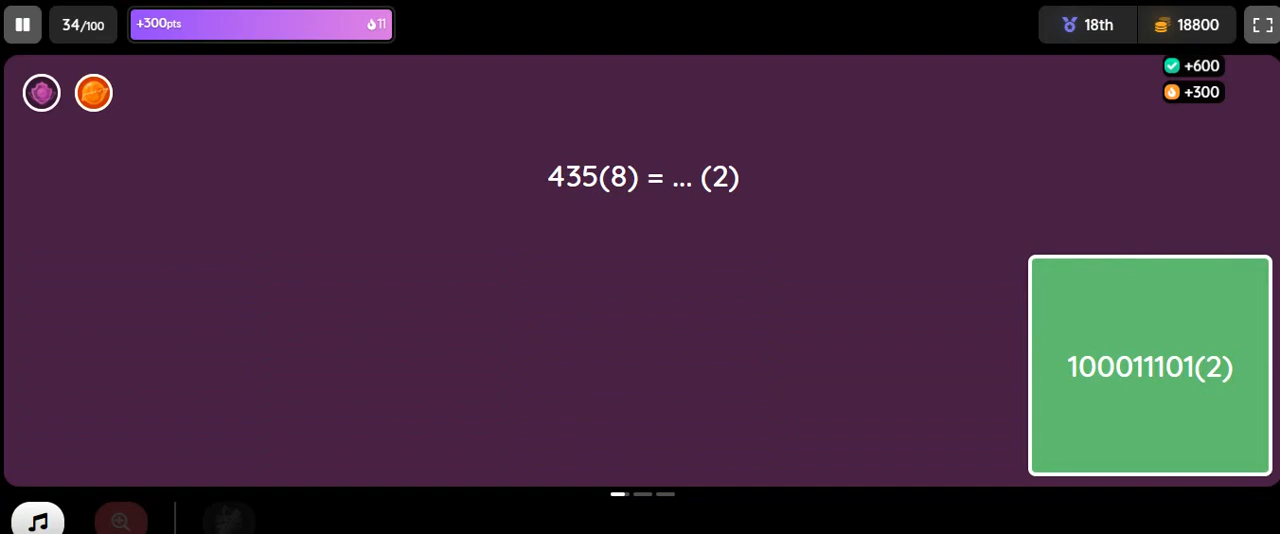 34/100
+300pts
11
18th
18800
+600
+300
435(8) = ... (2)
100011101(2)